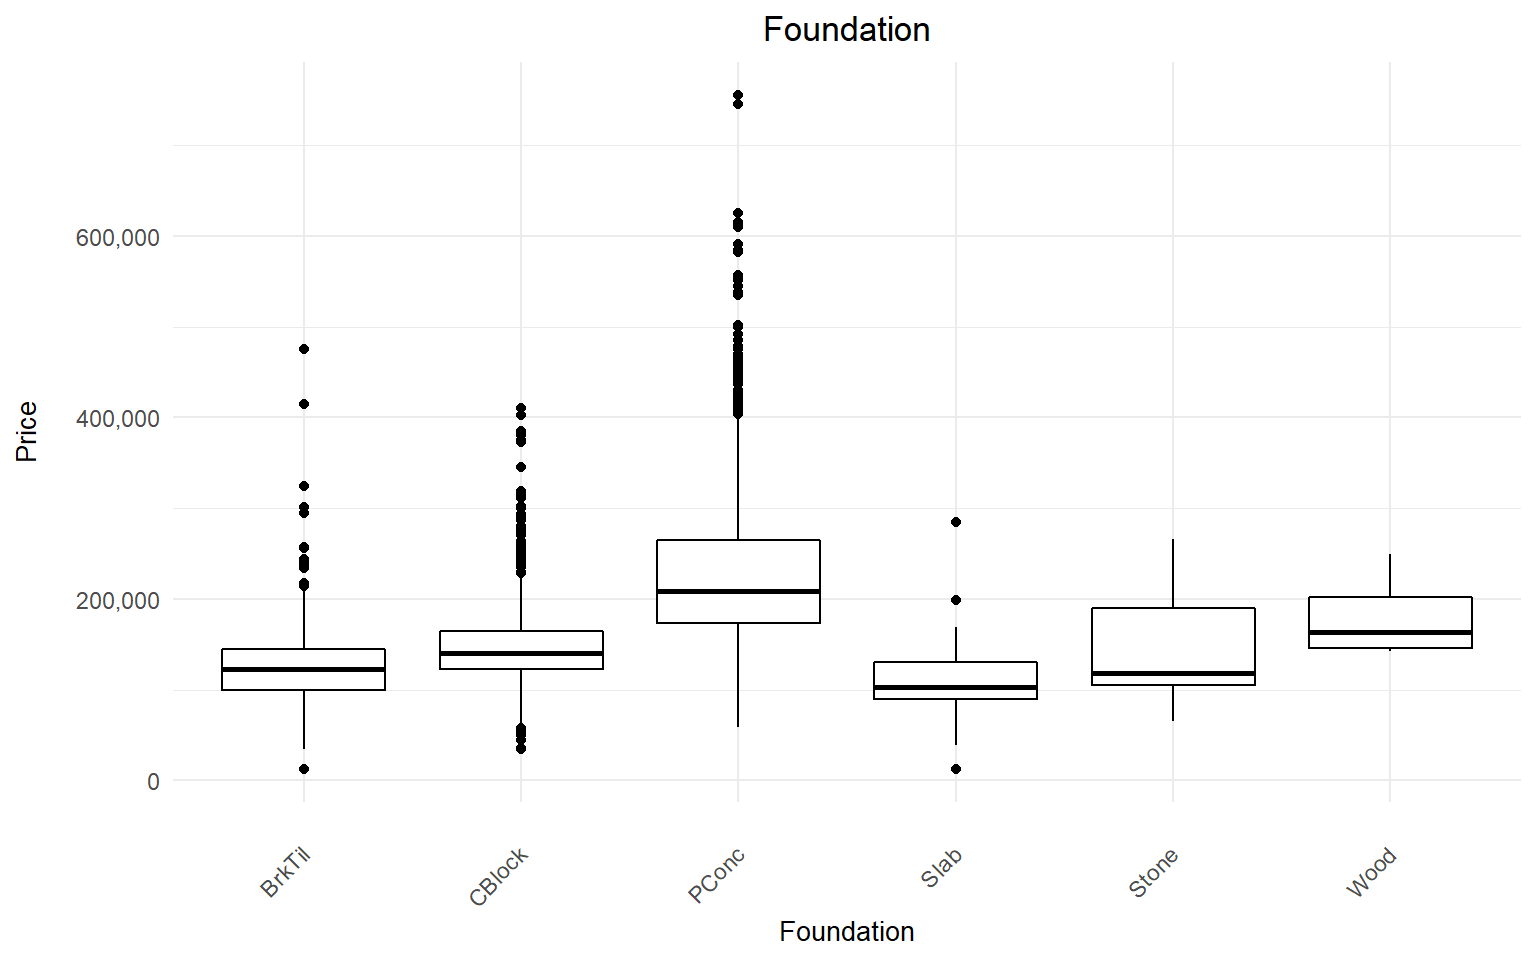 Foundation
Price
600,000
400,000
200,000
0
BrkTil
CBlock
PConc
Slab
Stone
Wood
Foundation